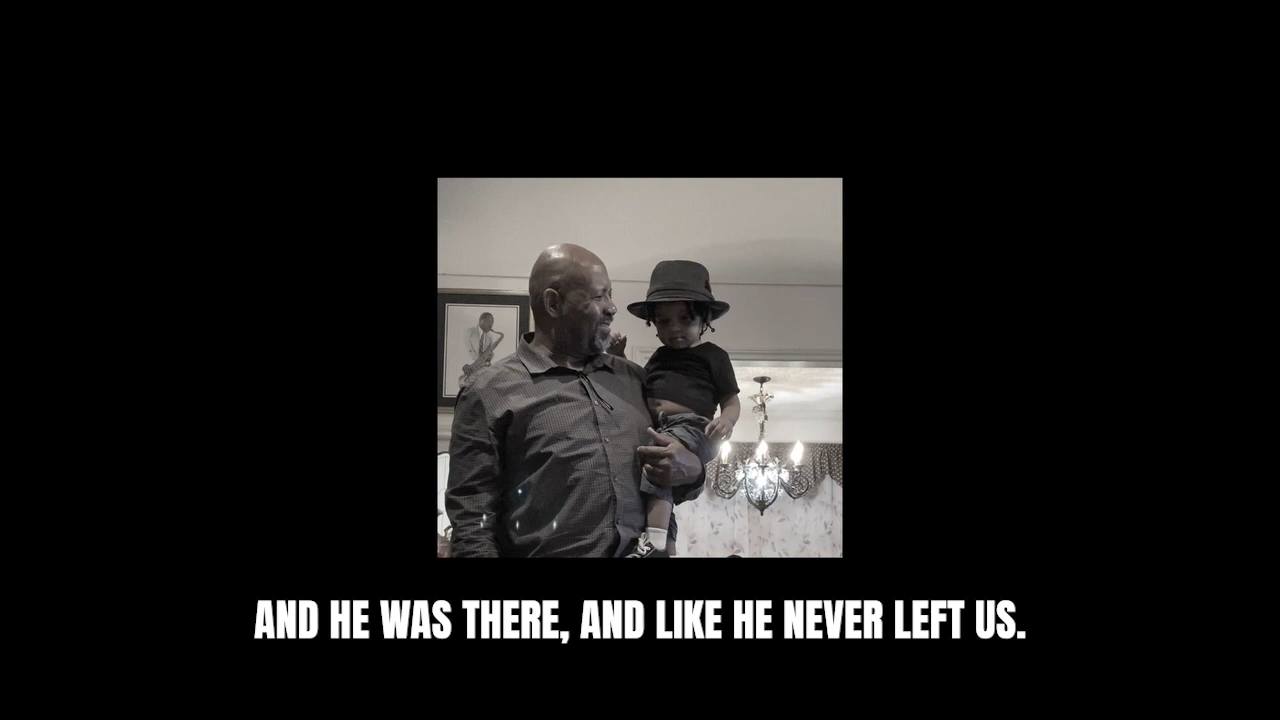 AND HE WAS THERE, AND LIKE HE NEVER LEFT US.